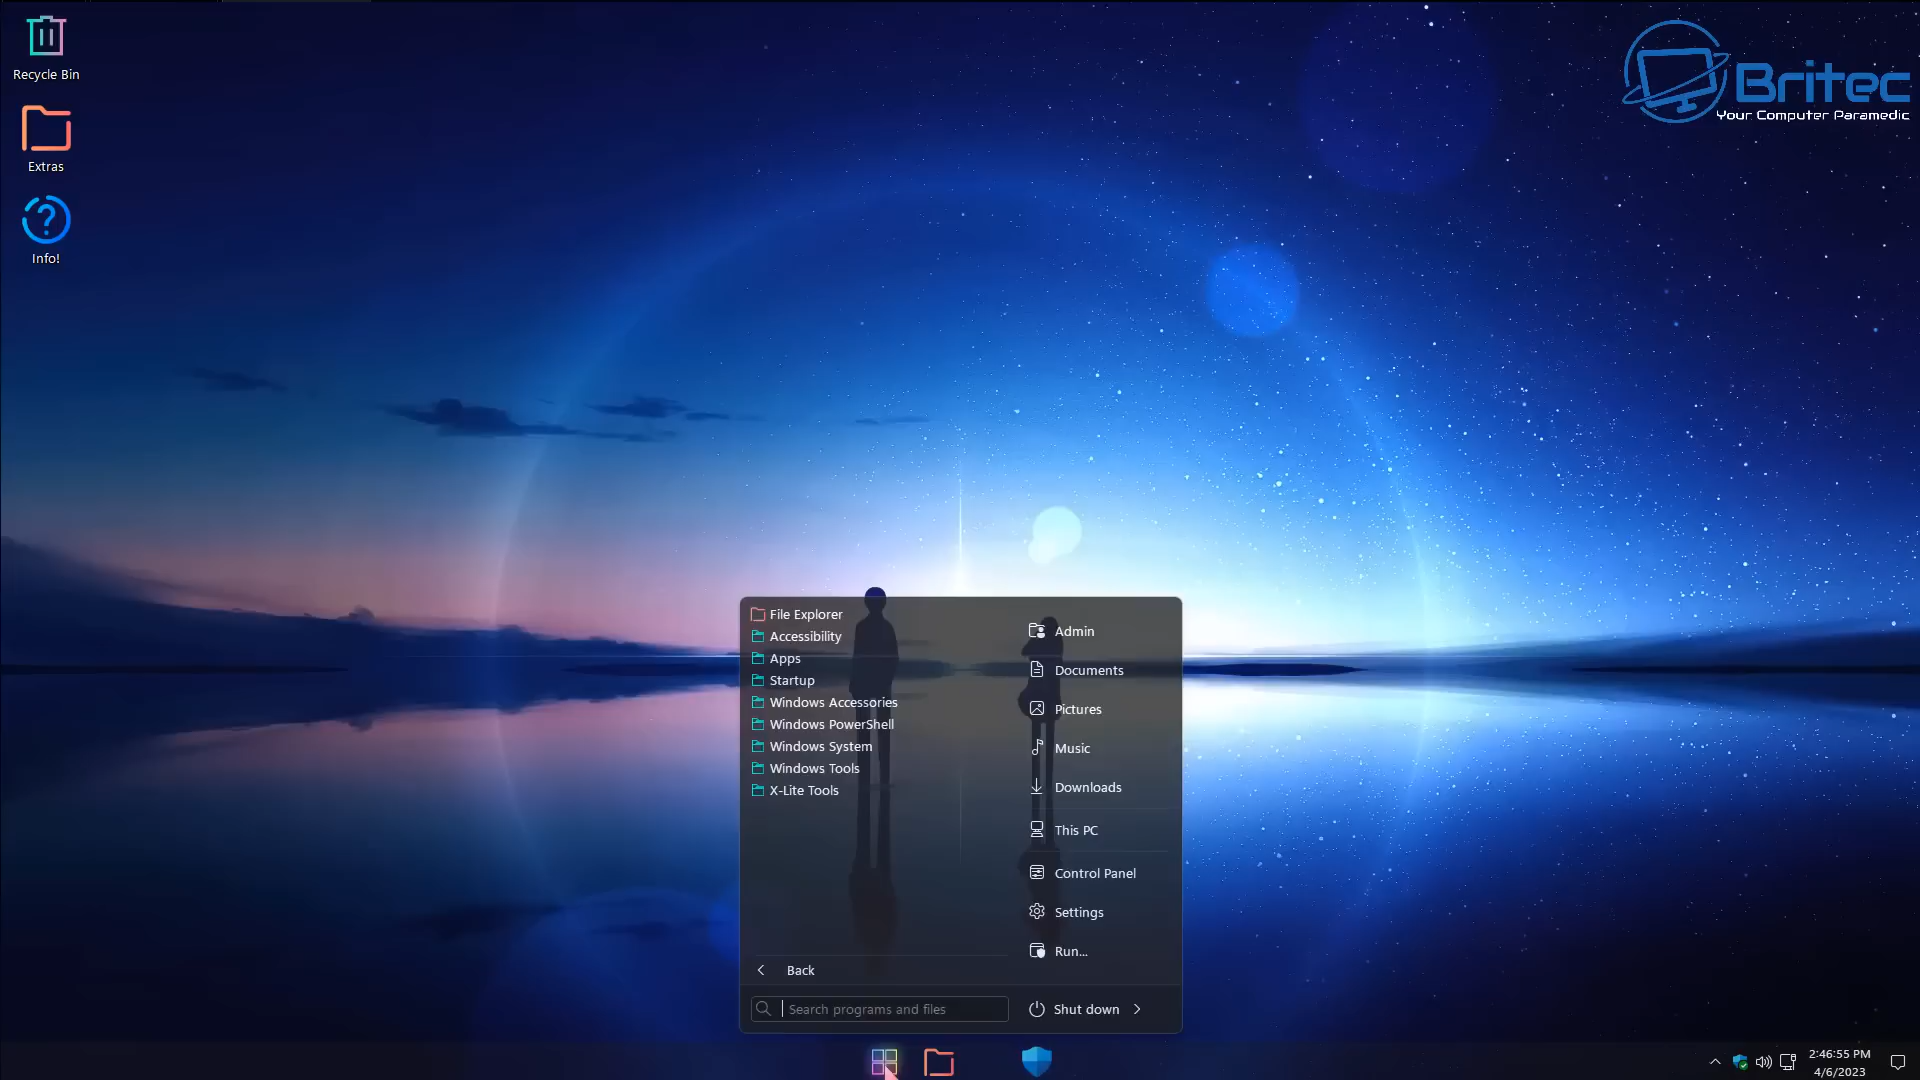 Recycle Bin
Extras
Info!
Britec
Your Computer Paramedic
File Explorer
Accessibility
Apps
Startup
Windows Accessories
Windows PowerShell
Windows System
Windows Tools
X-Lite Tools
Back
Search programs and files
Admin
Documents
Pictures
Music
Downloads
This PC
Control Panel
Settings
Run...
Shut down
2:46:55 PM
4/6/2023